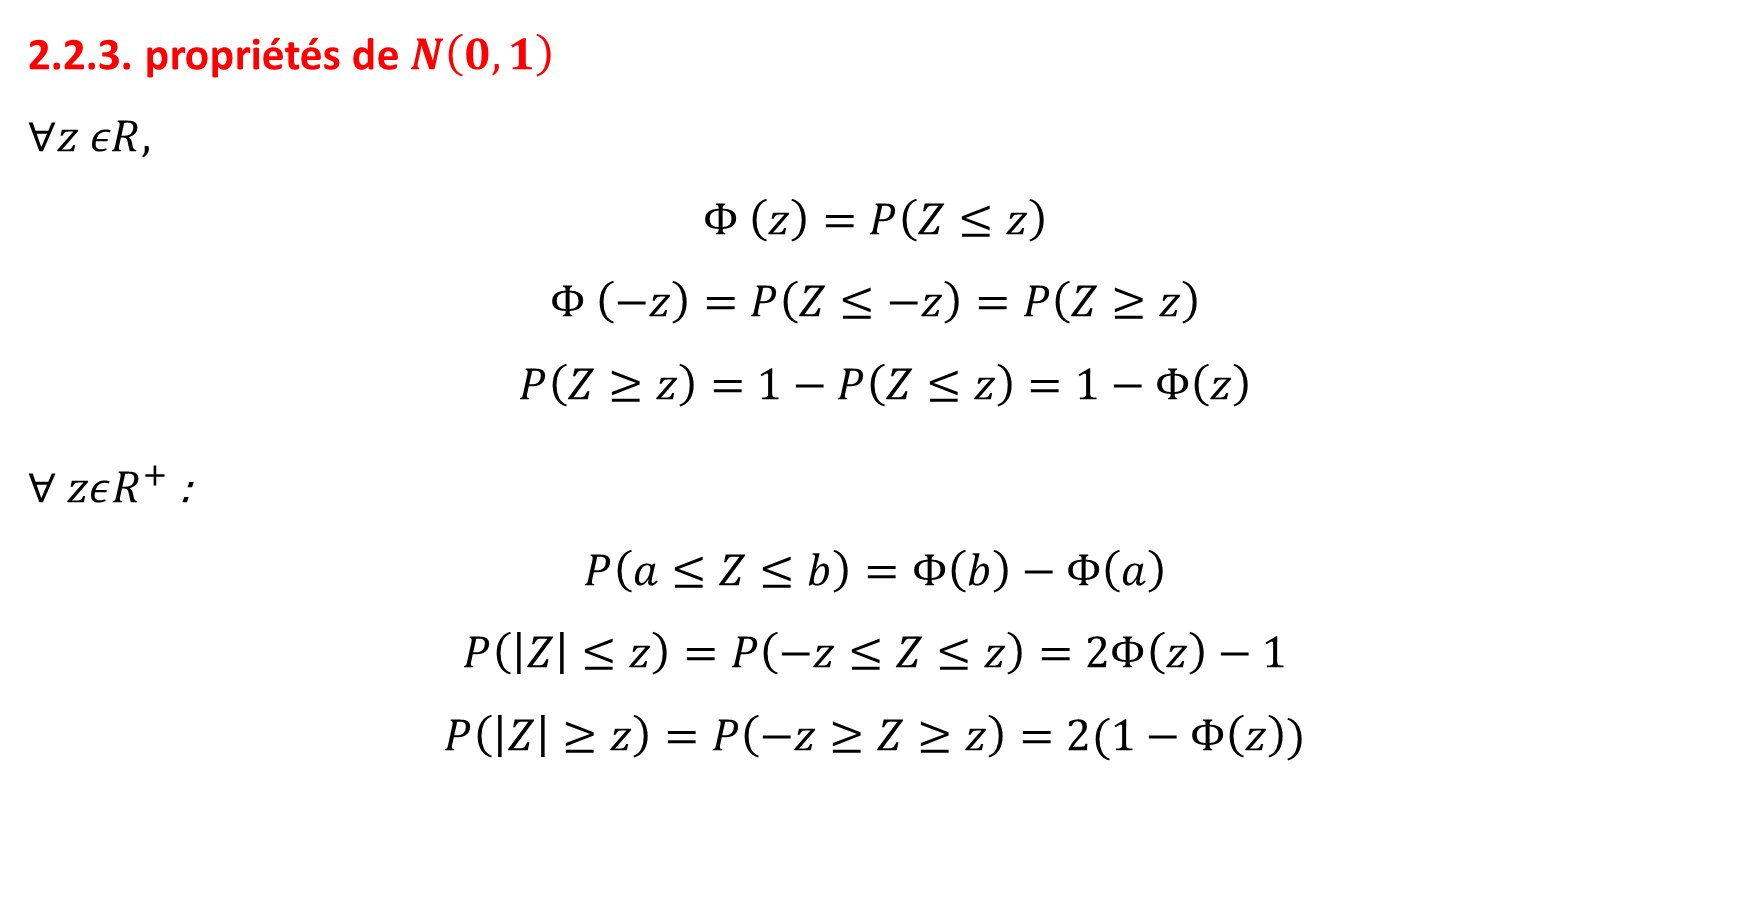 2.2.3. propriétés de N(0, 1)
∀z ϵR,
Φ (z) = P(Z ≤ z)
Φ (−z) = P(Z ≤ −z) = P(Z ≥ z)
P(Z ≥ z) = 1 − P(Z ≤ z) = 1 − Φ(z)
∀ zϵR⁺ :
P(a ≤ Z ≤ b) = Φ(b) − Φ(a)
P(|Z| ≤ z) = P(−z ≤ Z ≤ z) = 2Φ(z) − 1
P(|Z| ≥ z) = P(−z ≥ Z ≥ z) = 2(1 − Φ(z))